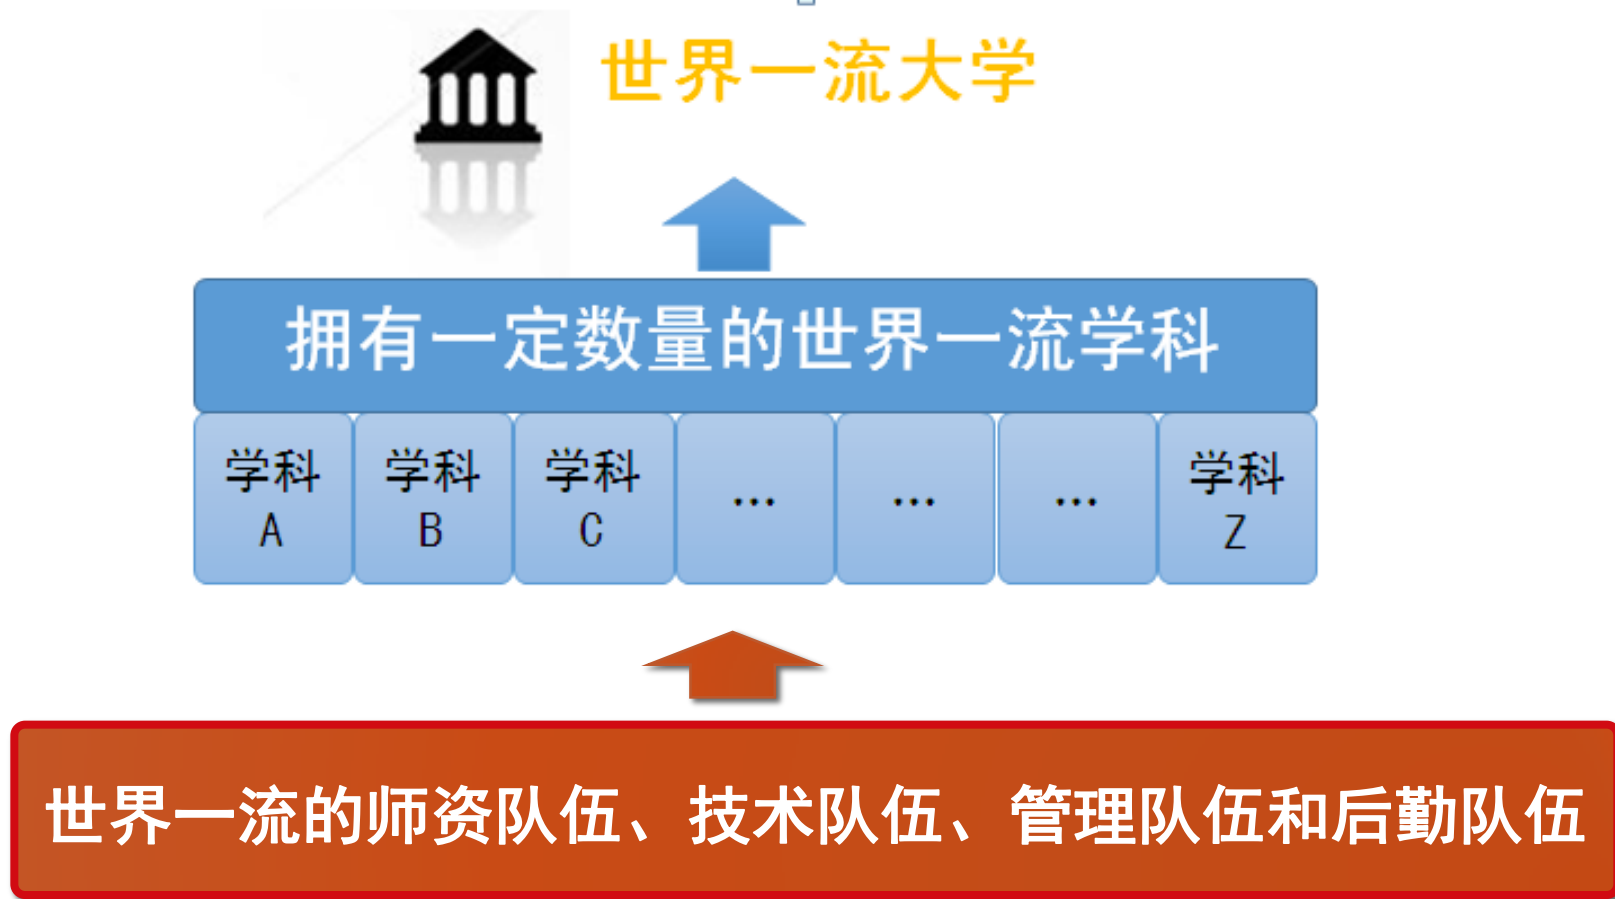 世界一流大学
拥有一定数量的世界一流学科
学科
A
学科
B
学科
C
...
...
...
学科
Z
世界一流的师资队伍、技术队伍、管理队伍和后勤队伍